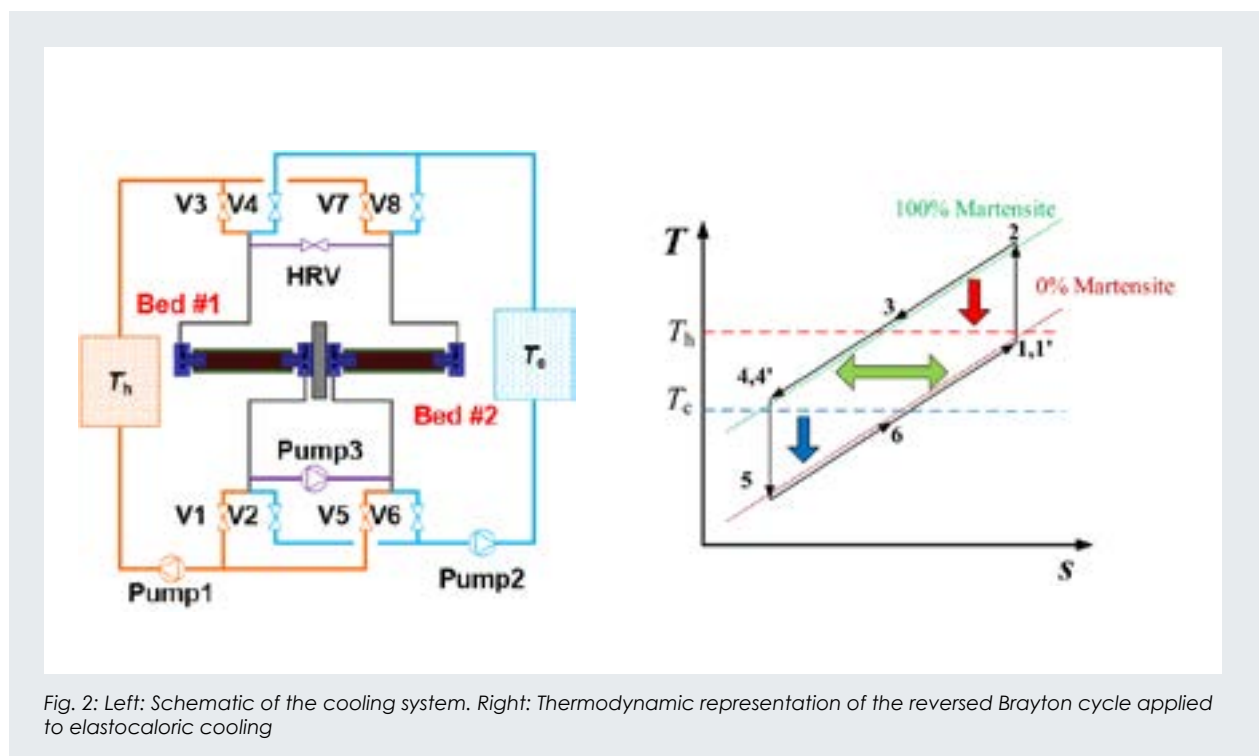 V3 V4 V7 V8
HRV
Bed #1
Th
Tc
Bed #2
Pump3
V1 V2 V5 V6
Pump1
Pump2
100% Martensite
T
2
0% Martensite
3
Th
1,1'
4,4'
Tc
6
5
s
Fig. 2: Left: Schematic of the cooling system. Right: Thermodynamic representation of the reversed Brayton cycle applied
to elastocaloric cooling